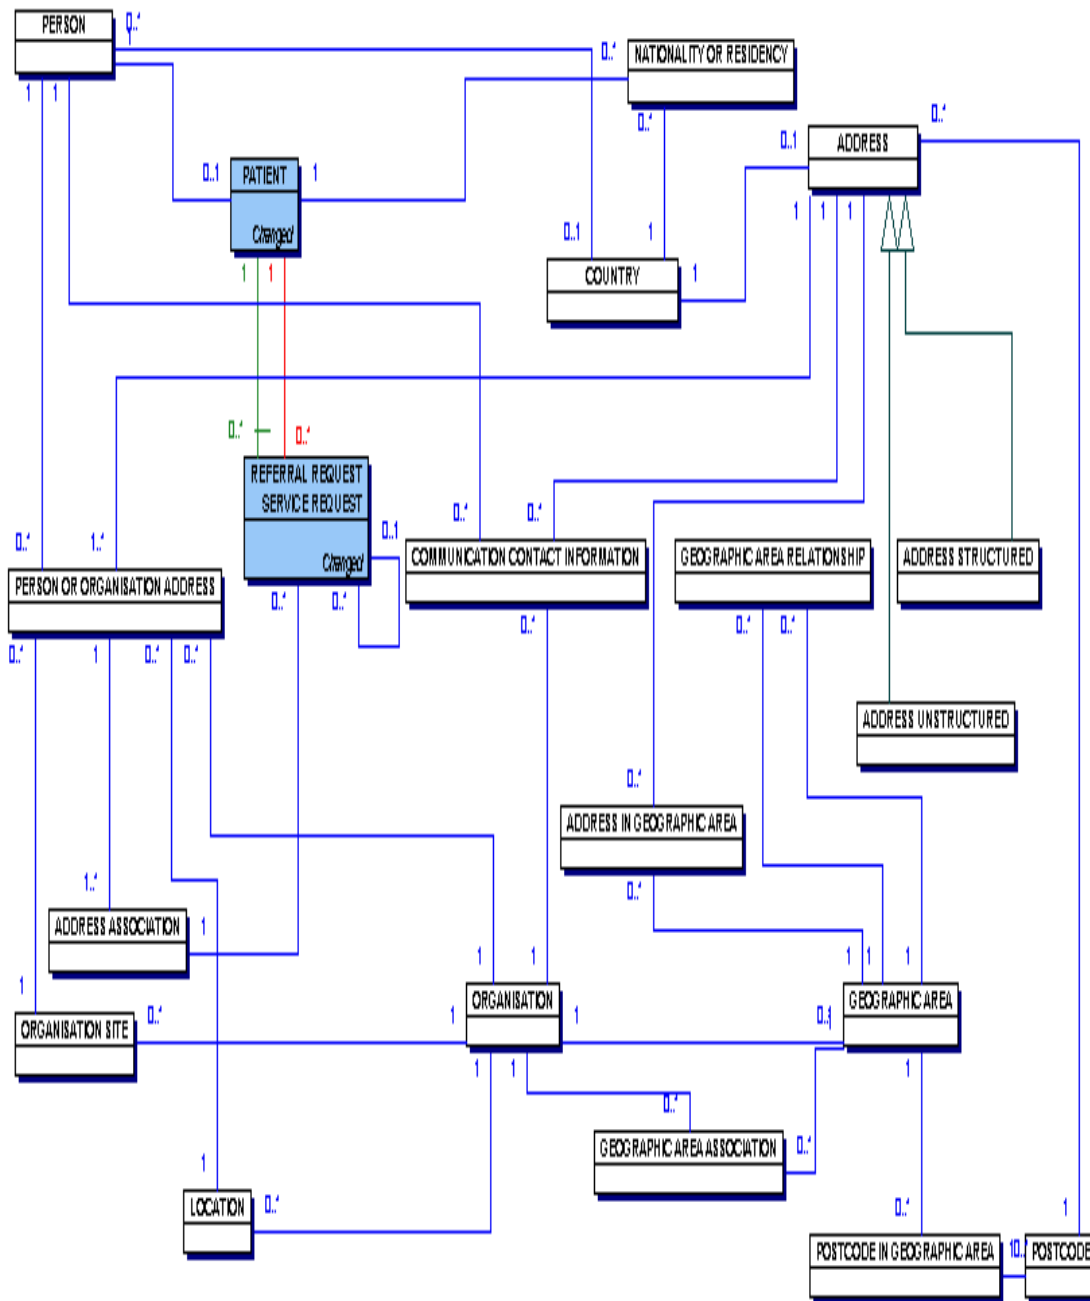 PERSON
0..*
1
0..*
NATIONALITY OR RESIDENCY
1
1
0..*
0..*
0..1
ADDRESS
0..1
PATIENT
1
Changed
0..1
1
1
1
1
1
1
COUNTRY
1
0..*
0..*
REFERRAL REQUEST
SERVICE REQUEST
Changed
0..1
0..*
0..*
0..*
1..*
COMMUNICATION CONTACT INFORMATION
GEOGRAPHIC AREA RELATIONSHIP
ADDRESS STRUCTURED
PERSON OR ORGANISATION ADDRESS
0..*
0..*
0..*
0..*
0..*
0..*
1
0..*
0..*
ADDRESS UNSTRUCTURED
0..*
ADDRESS IN GEOGRAPHIC AREA
1..*
0..*
ADDRESS ASSOCIATION
1
1
1
1
1
1
1
ORGANISATION
GEOGRAPHIC AREA
0..*
1
1
ORGANISATION SITE
1
1
1
0..*
GEOGRAPHIC AREA ASSOCIATION
0..*
1
LOCATION
0..*
0..*
1
POSTCODE IN GEOGRAPHIC AREA
POSTCODE